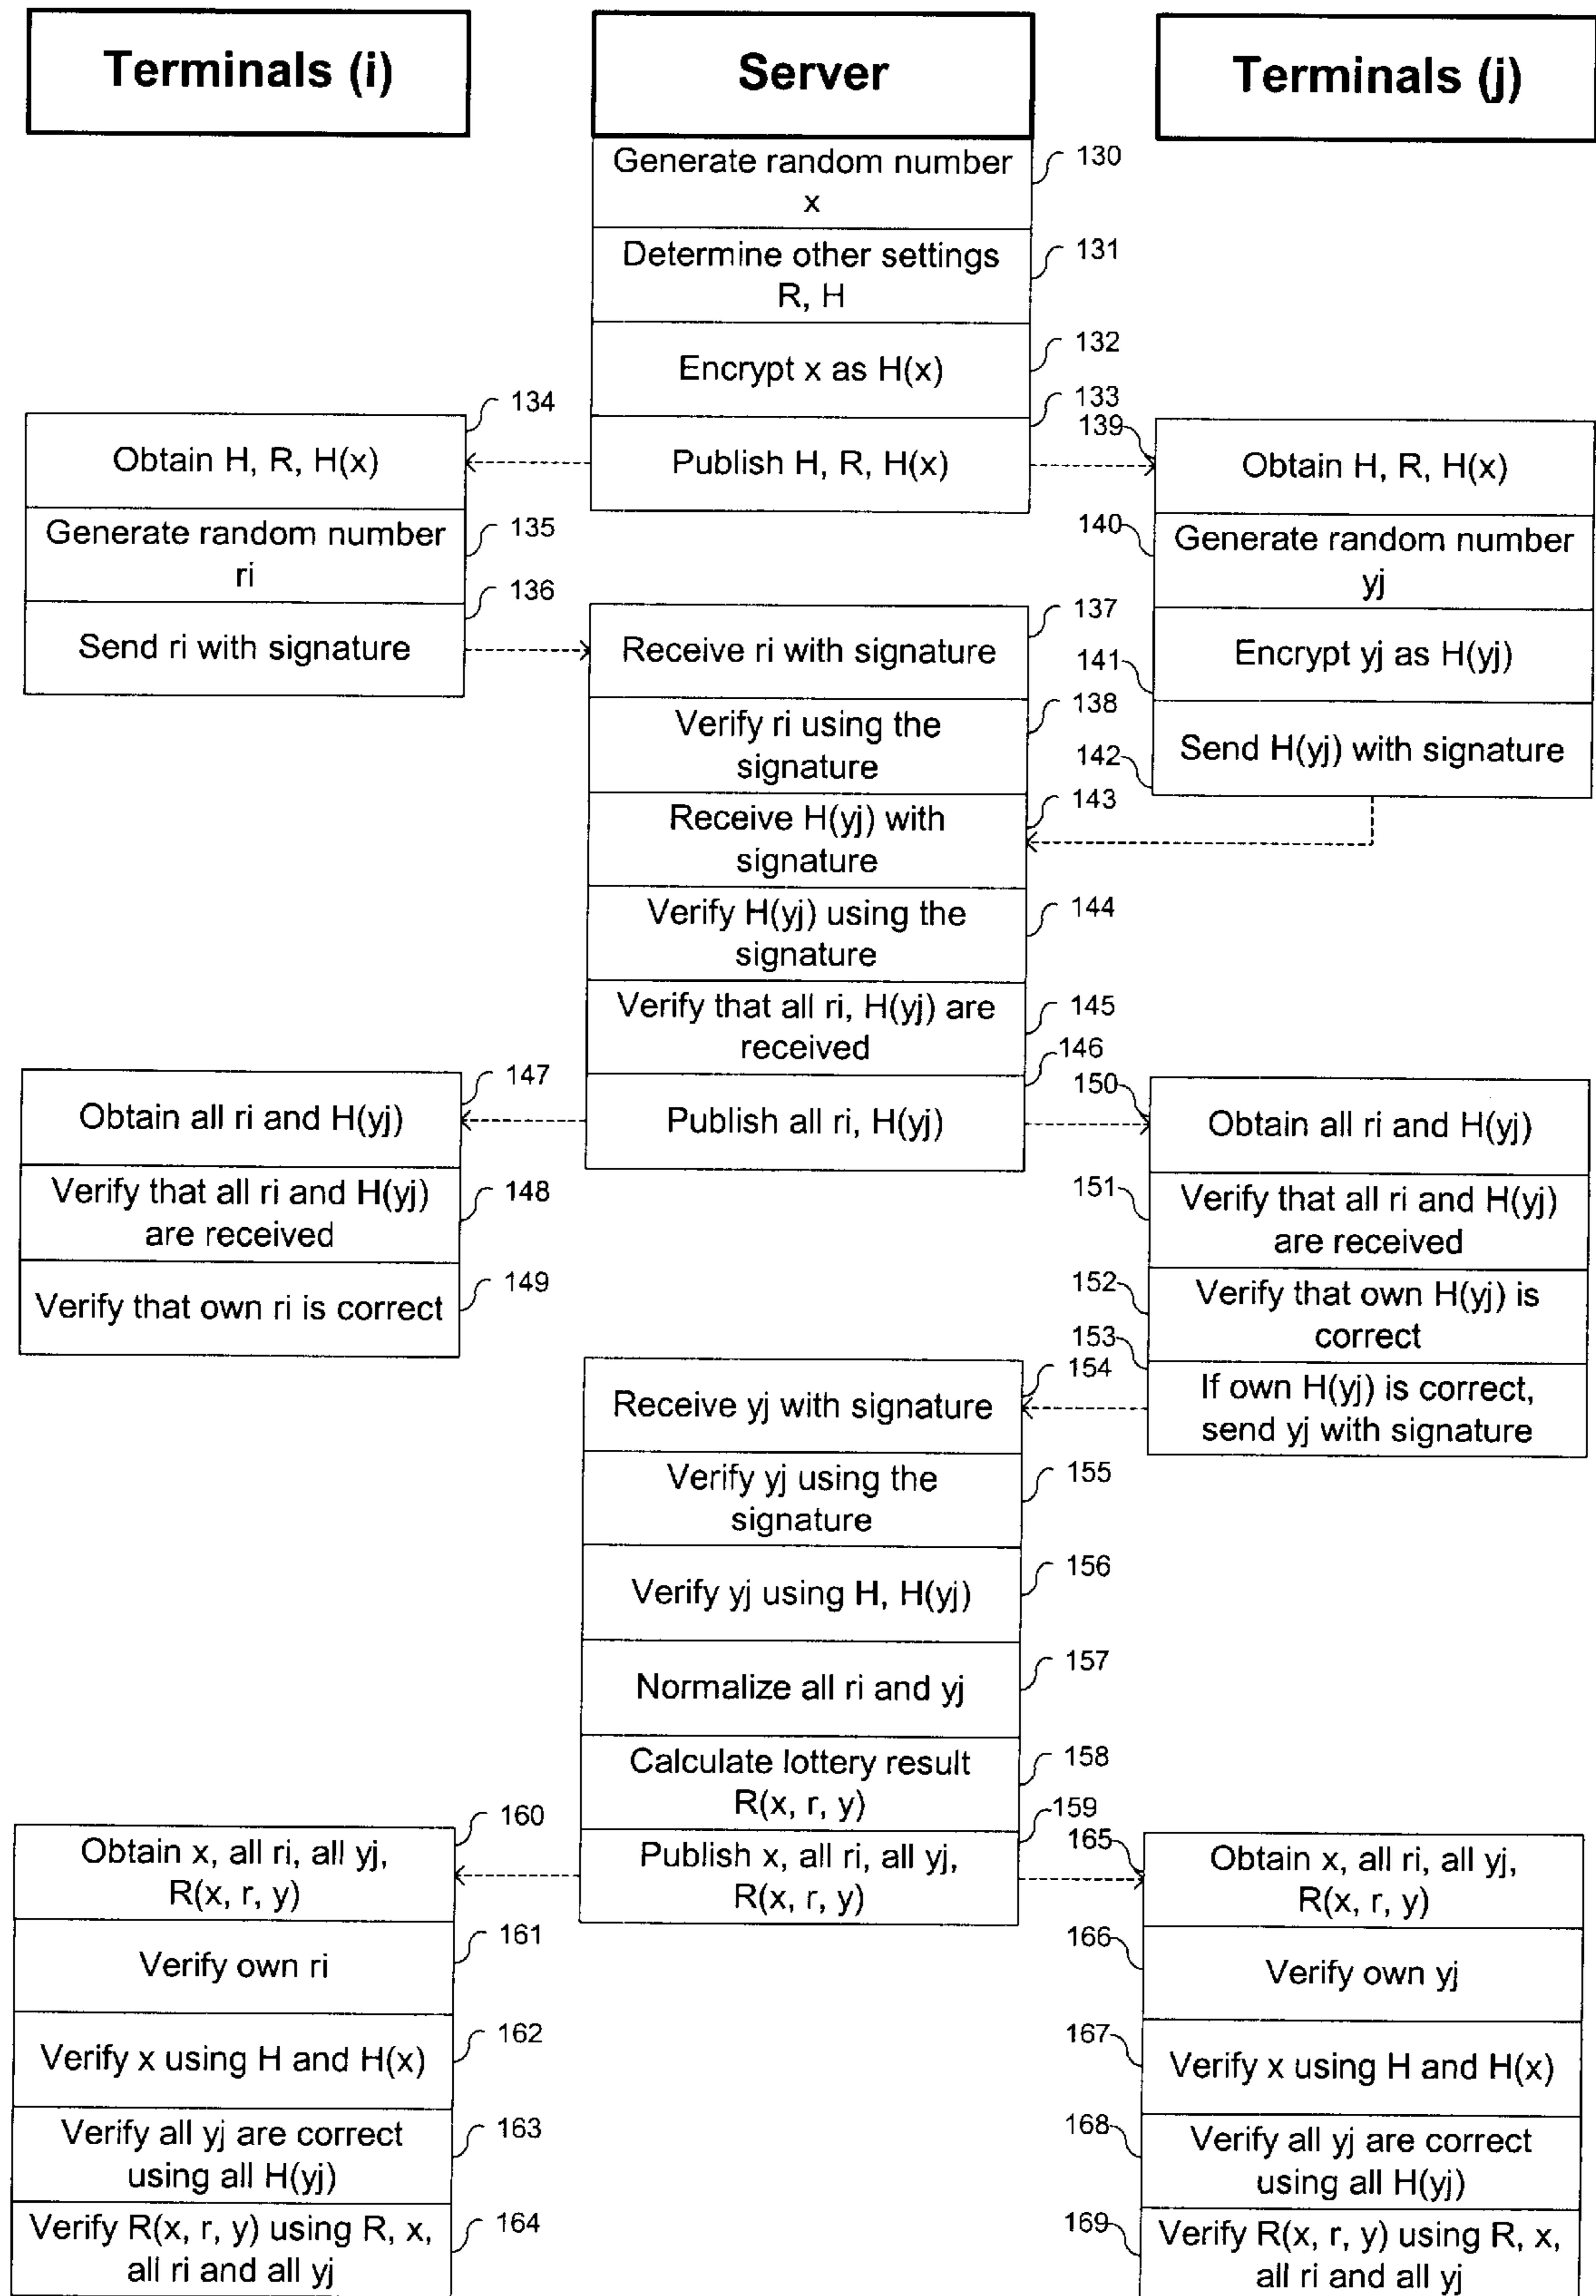 Terminals (i)
Server
Terminals (j)
Generate random number
x
130
Determine other settings
R, H
131
Encrypt x as H(x)
132
Publish H, R, H(x)
133
Obtain H, R, H(x)
134
Generate random number
ri
135
Send ri with signature
136
139
Obtain H, R, H(x)
140
Generate random number
yj
141
Encrypt yj as H(yj)
142
Send H(yj) with signature
Receive ri with signature
137
Verify ri using the
signature
138
Receive H(yj) with
signature
143
Verify H(yj) using the
signature
144
Verify that all ri, H(yj) are
received
145
Publish all ri, H(yj)
146
Obtain all ri and H(yj)
147
Verify that all ri and H(yj)
are received
148
Verify that own ri is correct
149
150
Obtain all ri and H(yj)
151
Verify that all ri and H(yj)
are received
152
Verify that own H(yj) is
correct
153
If own H(yj) is correct,
send yj with signature
Receive yj with signature
154
Verify yj using the
signature
155
Verify yj using H, H(yj)
156
Normalize all ri and yj
157
Calculate lottery result
R(x, r, y)
158
Publish x, all ri, all yj,
R(x, r, y)
159
Obtain x, all ri, all yj,
R(x, r, y)
160
Verify own ri
161
Verify x using H and H(x)
162
Verify all yj are correct
using all H(yj)
163
Verify R(x, r, y) using R, x,
all ri and all yj
164
165
Obtain x, all ri, all yj,
R(x, r, y)
166
Verify own yj
167
Verify x using H and H(x)
168
Verify all yj are correct
using all H(yj)
169
Verify R(x, r, y) using R, x,
all ri and all yj